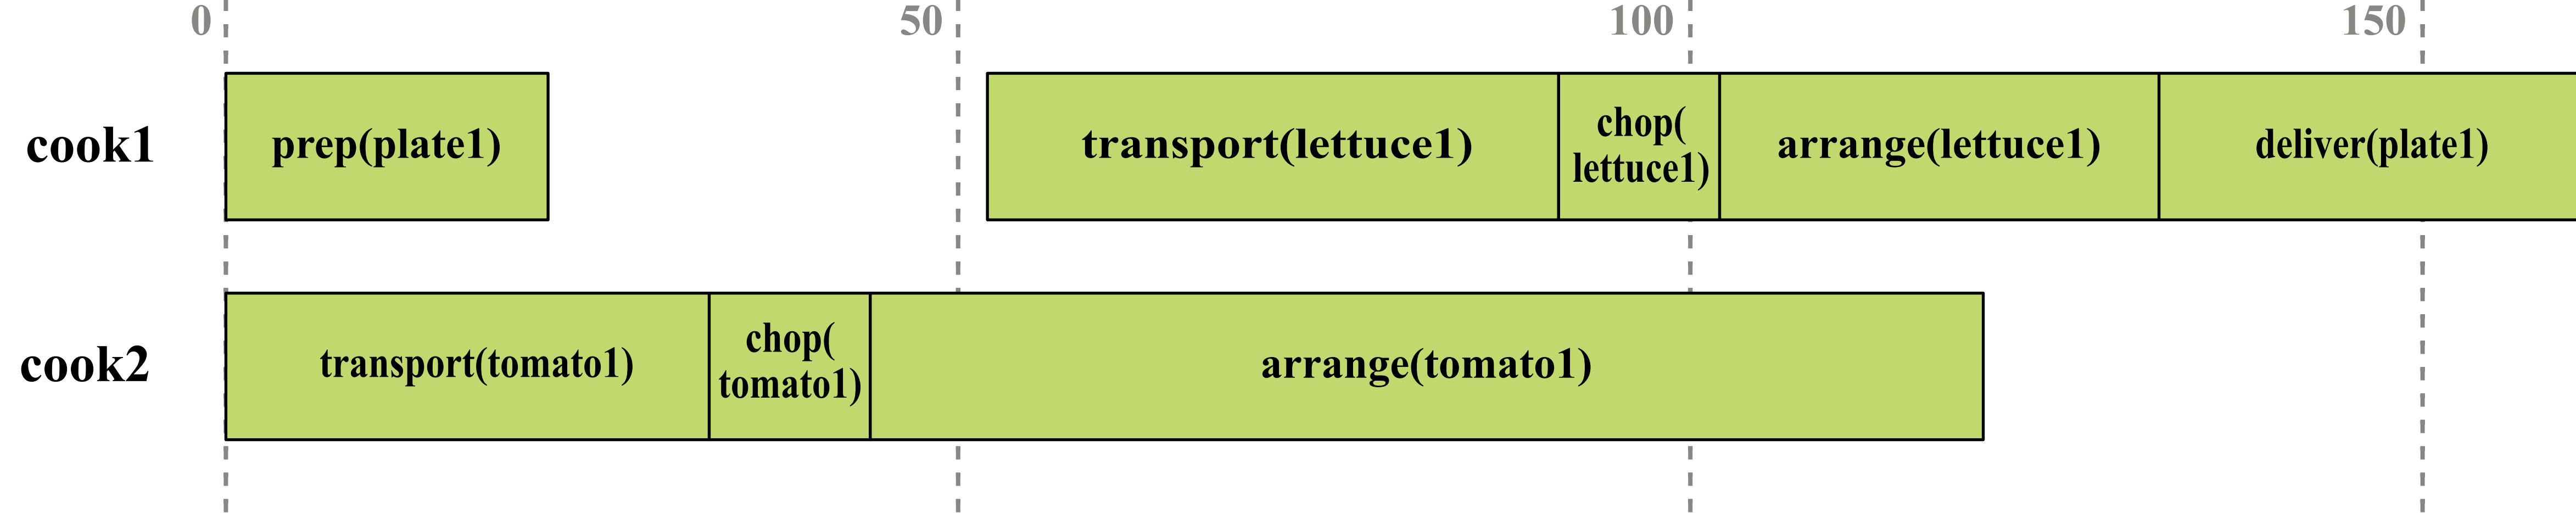 0 50 100 150
cook1 prep(plate1) transport(lettuce1) chop(
lettuce1) arrange(lettuce1) deliver(plate1)
cook2 transport(tomato1) chop(
tomato1) arrange(tomato1)